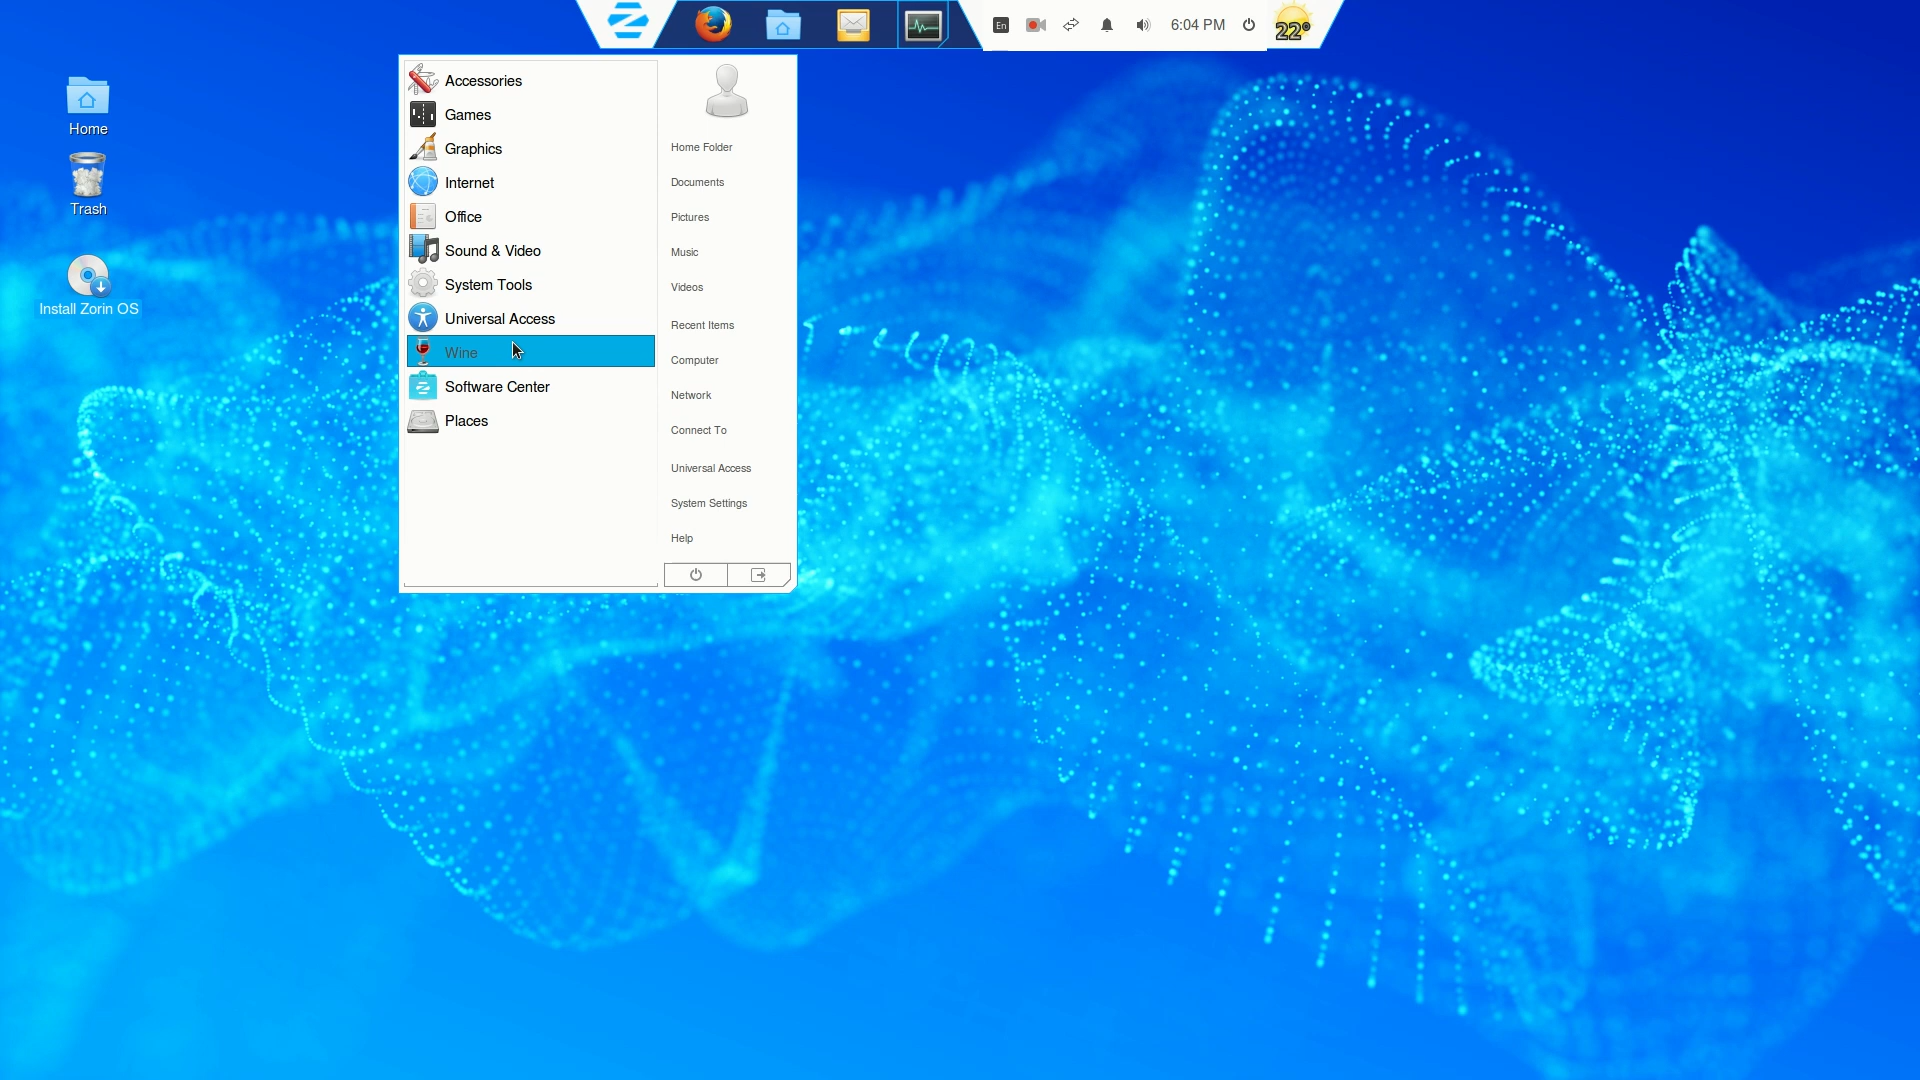 En
6:04 PM
22°
Home
Trash
Install Zorin OS
Accessories
Games
Graphics
Internet
Office
Sound & Video
System Tools
Universal Access
Wine
Software Center
Places
Home Folder
Documents
Pictures
Music
Videos
Recent Items
Computer
Network
Connect To
Universal Access
System Settings
Help